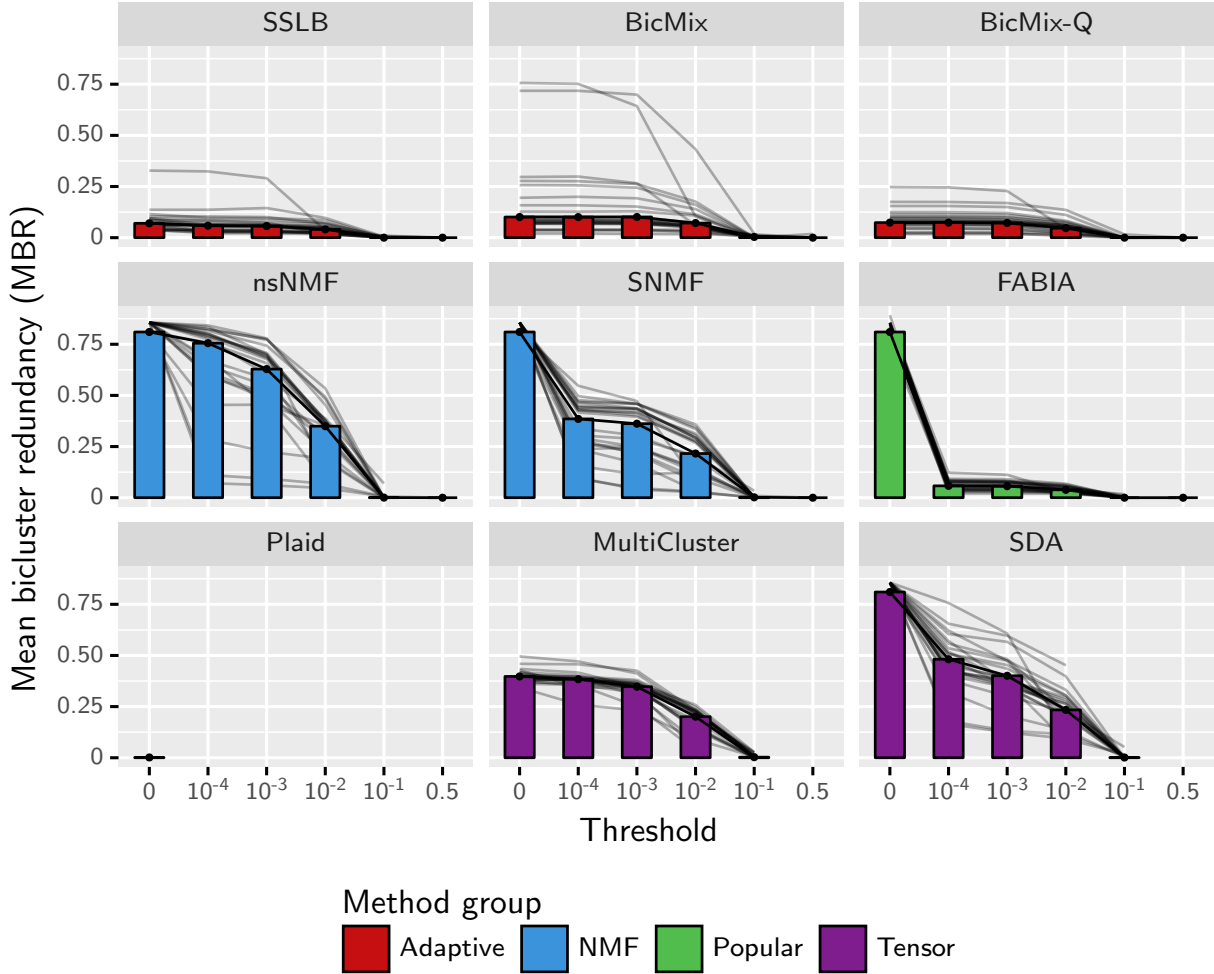 SSLB BicMix BicMix-Q
0.75
0.50
0.25
0
nsNMF SNMF FABIA
0.75
0.50
0.25
0
Plaid MultiCluster SDA
0.75
0.50
0.25
0
Mean bicluster redundancy (MBR)
0 10-4 10-3 10-2 10-1 0.5 0 10-4 10-3 10-2 10-1 0.5 0 10-4 10-3 10-2 10-1 0.5
Threshold
Method group
Adaptive NMF Popular Tensor